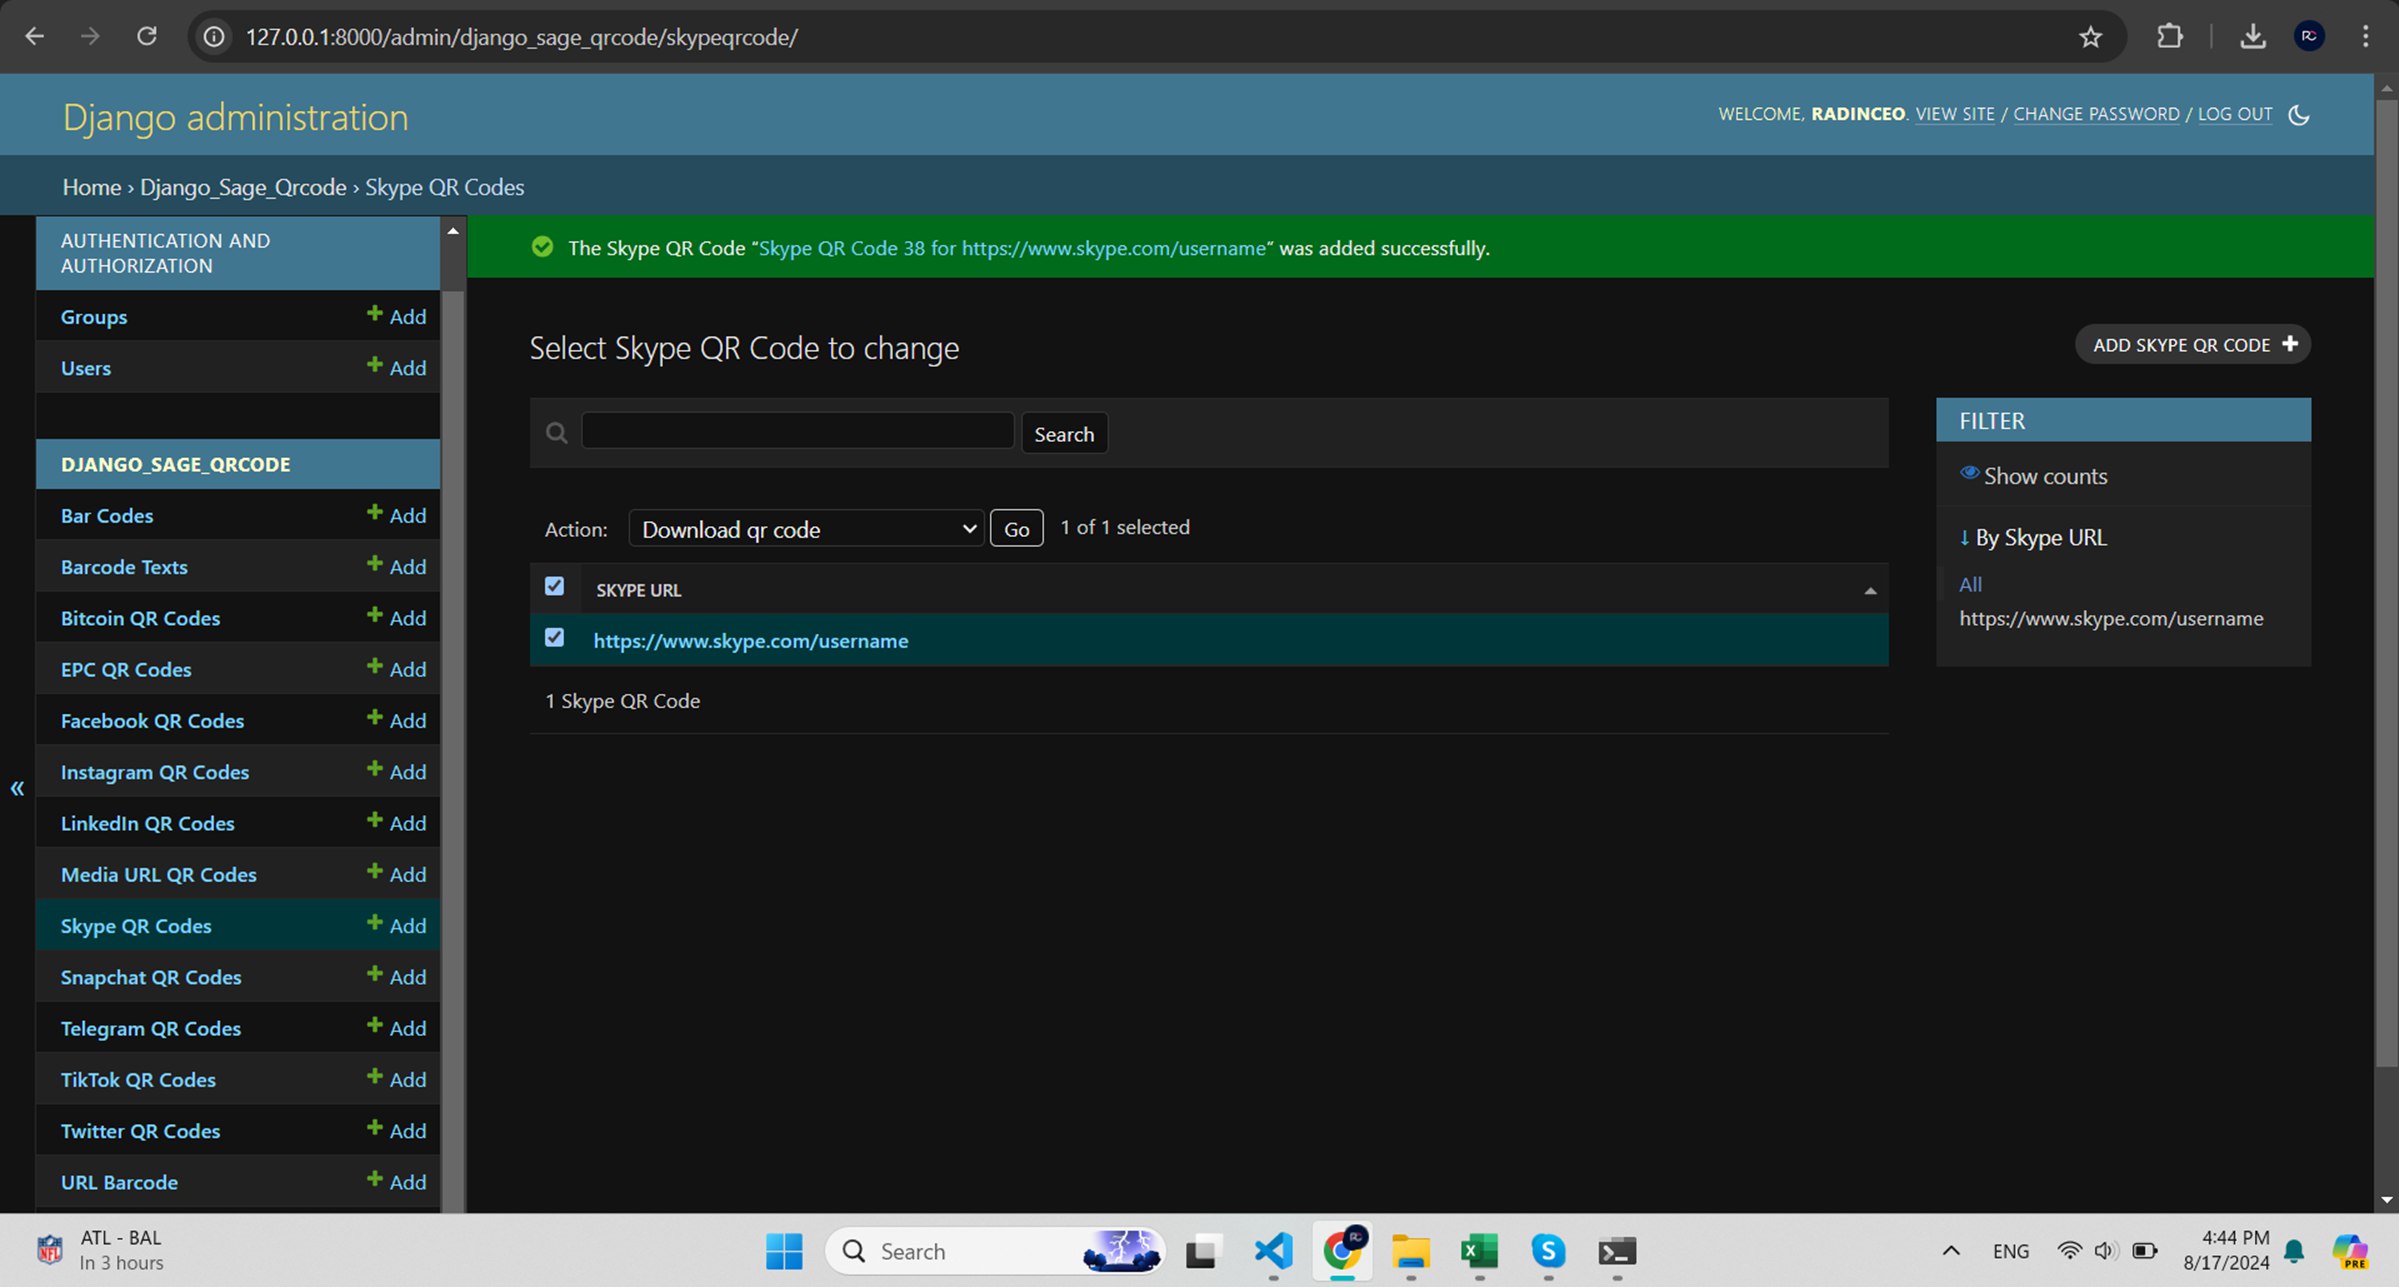 127.0.0.1:8000/admin/django_sage_qrcode/skypeqrcode/
Django administration
WELCOME, RADINCEO. VIEW SITE / CHANGE PASSWORD / LOG OUT
Home › Django_Sage_Qrcode › Skype QR Codes
AUTHENTICATION AND
AUTHORIZATION
Groups + Add
Users + Add
DJANGO_SAGE_QRCODE
Bar Codes + Add
Barcode Texts + Add
Bitcoin QR Codes + Add
EPC QR Codes + Add
Facebook QR Codes + Add
Instagram QR Codes + Add
LinkedIn QR Codes + Add
Media URL QR Codes + Add
Skype QR Codes + Add
Snapchat QR Codes + Add
Telegram QR Codes + Add
TikTok QR Codes + Add
Twitter QR Codes + Add
URL Barcode + Add
«
The Skype QR Code “Skype QR Code 38 for https://www.skype.com/username” was added successfully.
Select Skype QR Code to change
ADD SKYPE QR CODE +
Search
Action: Download qr code Go 1 of 1 selected
SKYPE URL
https://www.skype.com/username
1 Skype QR Code
FILTER
Show counts
↓ By Skype URL
All
https://www.skype.com/username
ATL - BAL
In 3 hours
Search
ENG
4:44 PM
8/17/2024
PRE